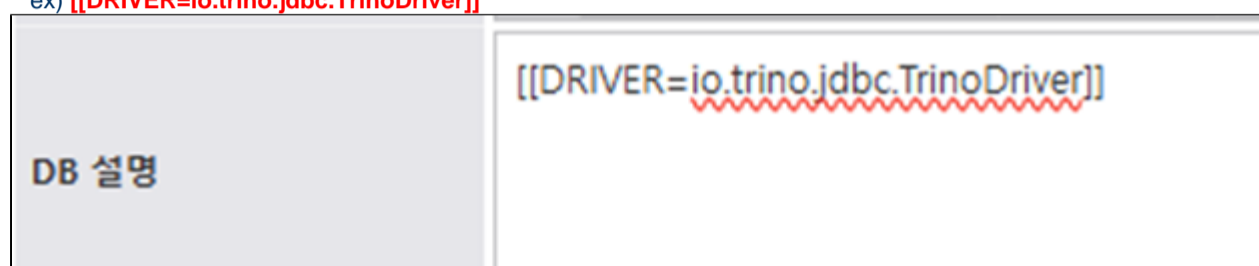 ex) [[DRIVER=io.trino.jdbc.TrinoDriver]]
[[DRIVER=io.trino.jdbc.TrinoDriver]]
DB 설명